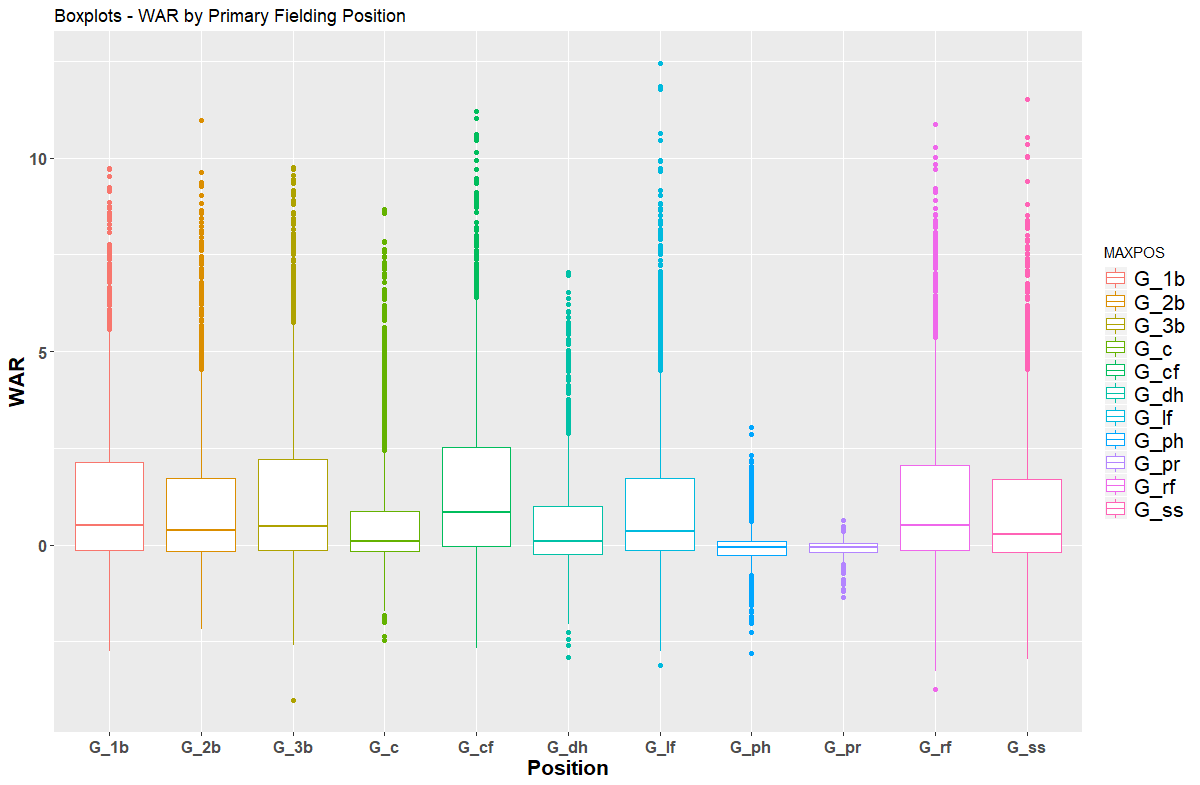 Boxplots - WAR by Primary Fielding Position
10
5
0
WAR
G_1b G_2b G_3b G_c G_cf G_dh G_lf G_ph G_pr G_rf G_ss
Position
MAXPOS
G_1b
G_2b
G_3b
G_c
G_cf
G_dh
G_lf
G_ph
G_pr
G_rf
G_ss